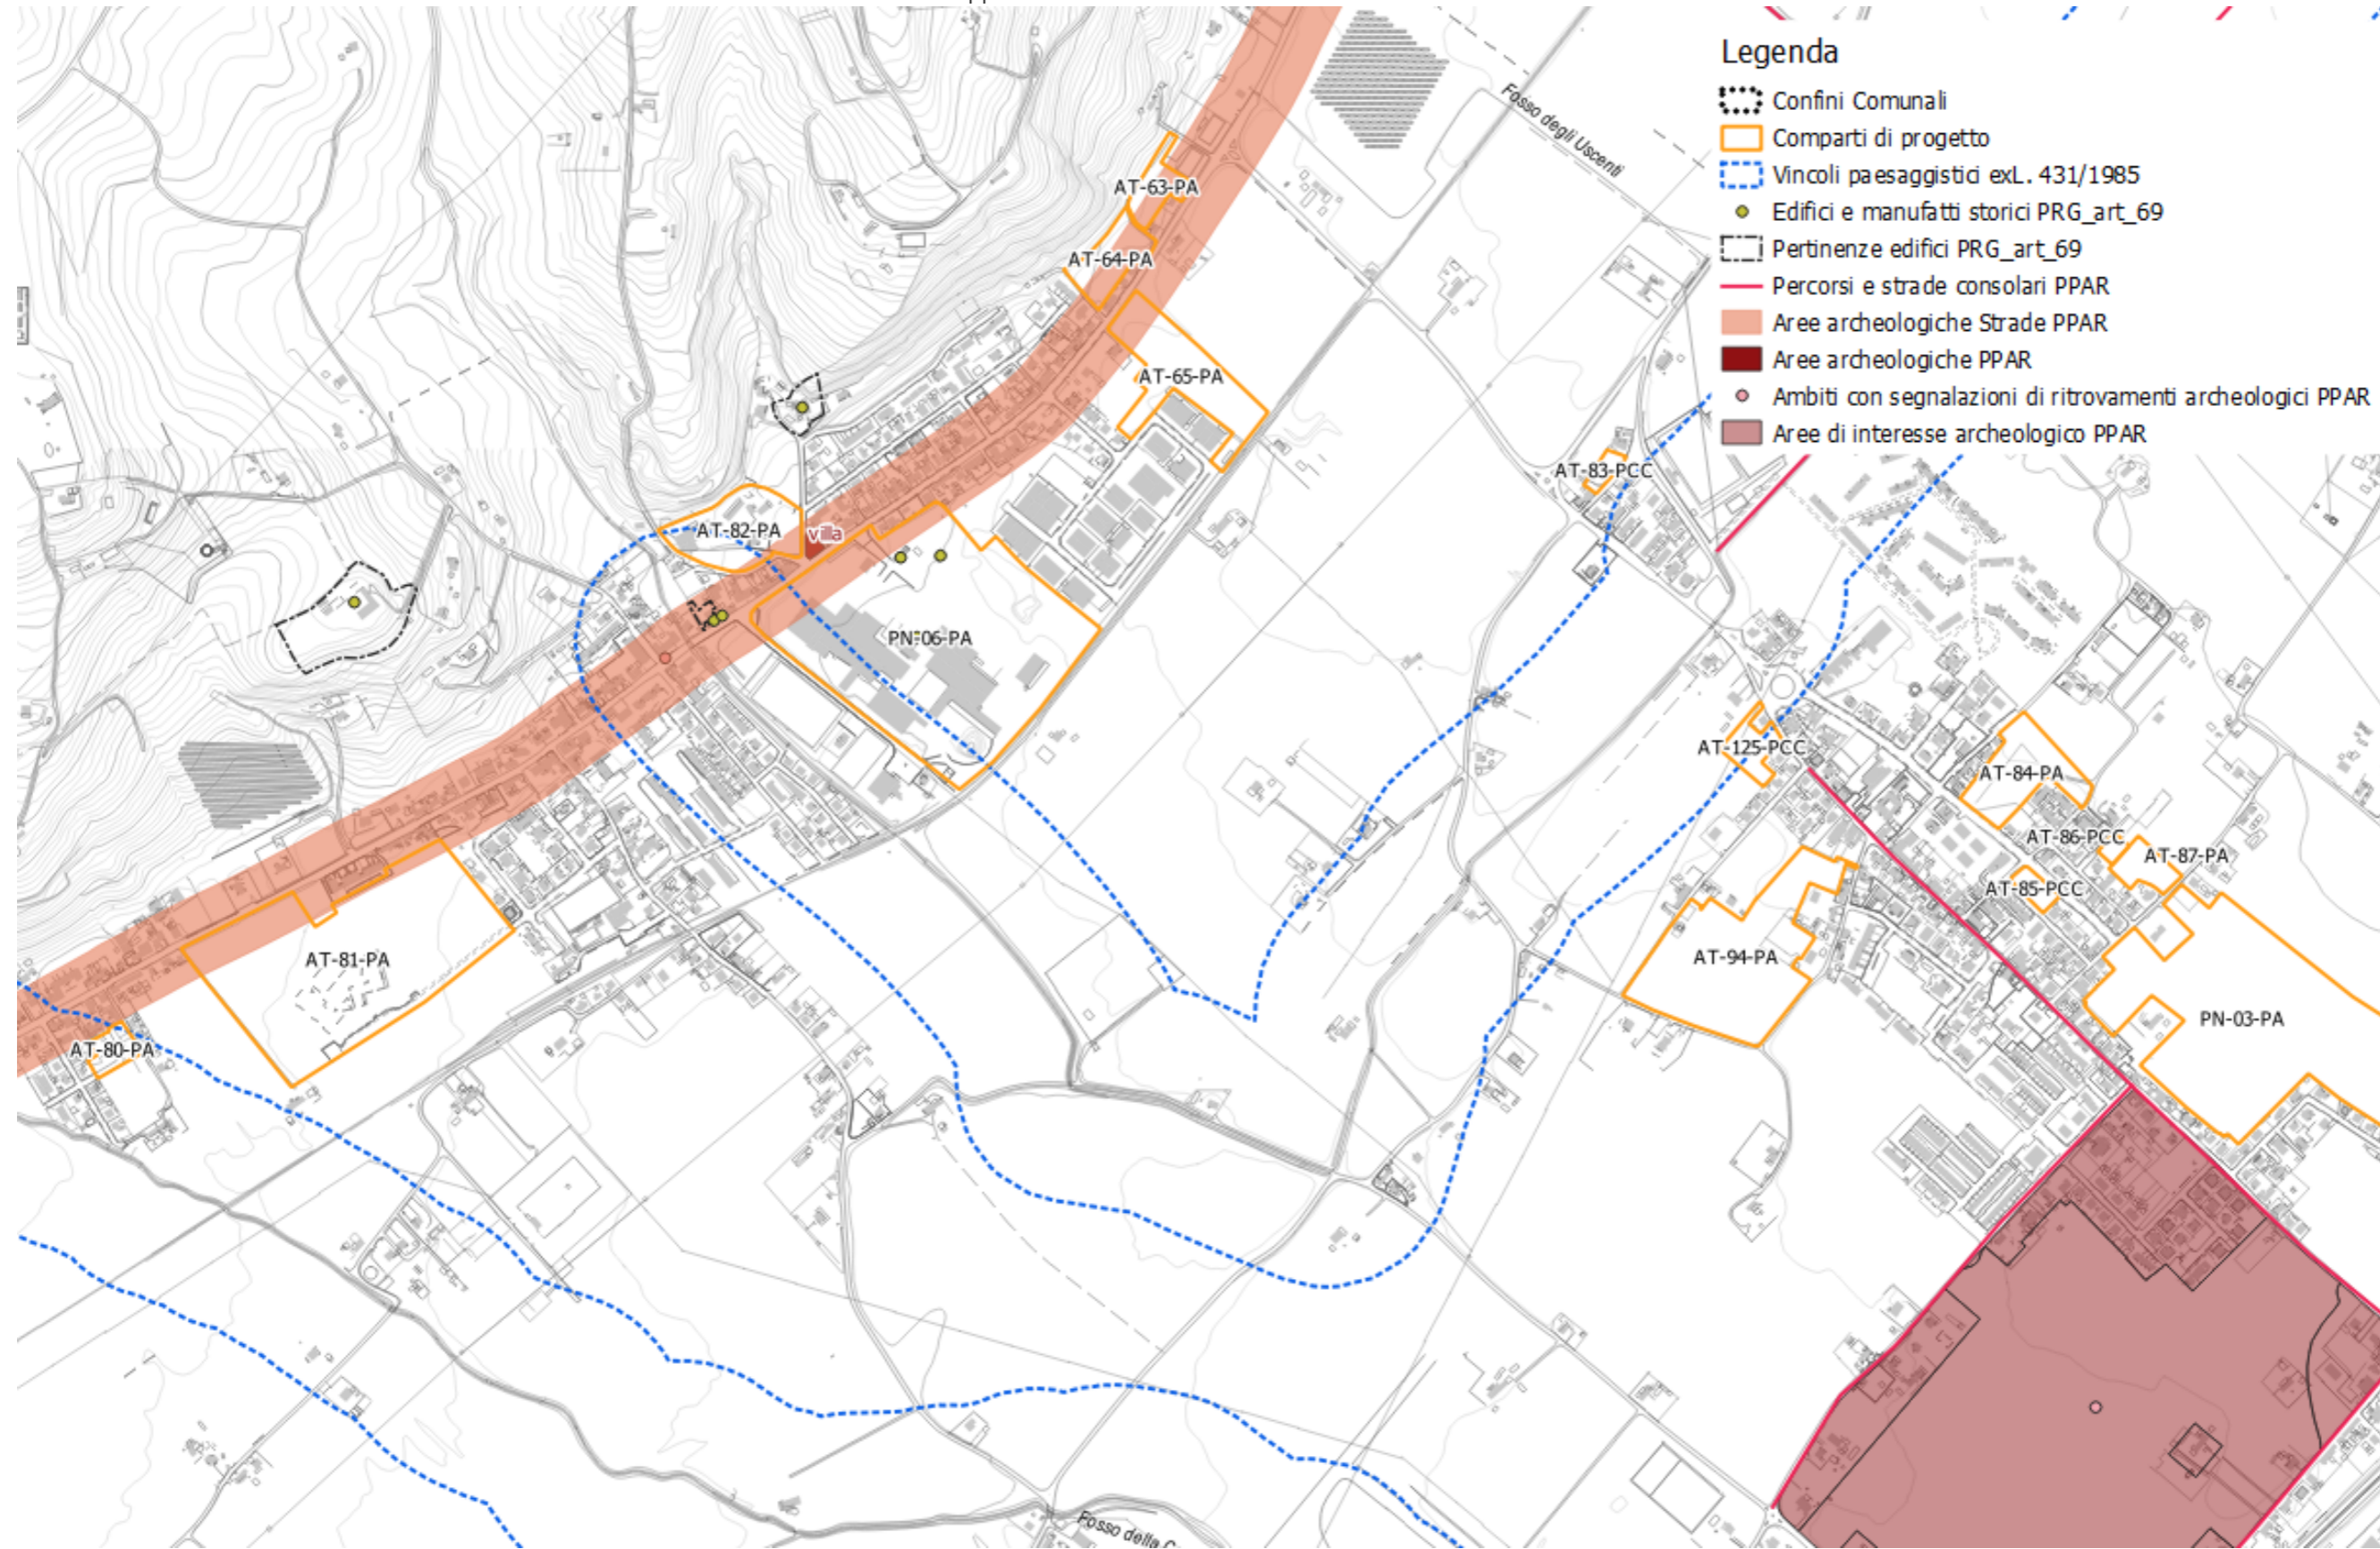 Legenda
Confini Comunali
Comparti di progetto
Vincoli paesaggistici exL. 431/1985
Edifici e manufatti storici PRG_art_69
Pertinenze edifici PRG_art_69
Percorsi e strade consolari PPAR
Aree archeologiche Strade PPAR
Aree archeologiche PPAR
Ambiti con segnalazioni di ritrovamenti archeologici PPAR
Aree di interesse archeologico PPAR
Fosso degli Uscenti
AT-63-PA
AT-64-PA
AT-65-PA
AT-83-PCC
AT-82-PA
villa
PN-06-PA
AT-125-PCC
AT-84-PA
AT-86-PCC
AT-87-PA
AT-85-PCC
AT-94-PA
AT-81-PA
PN-03-PA
AT-80-PA
Fosso della